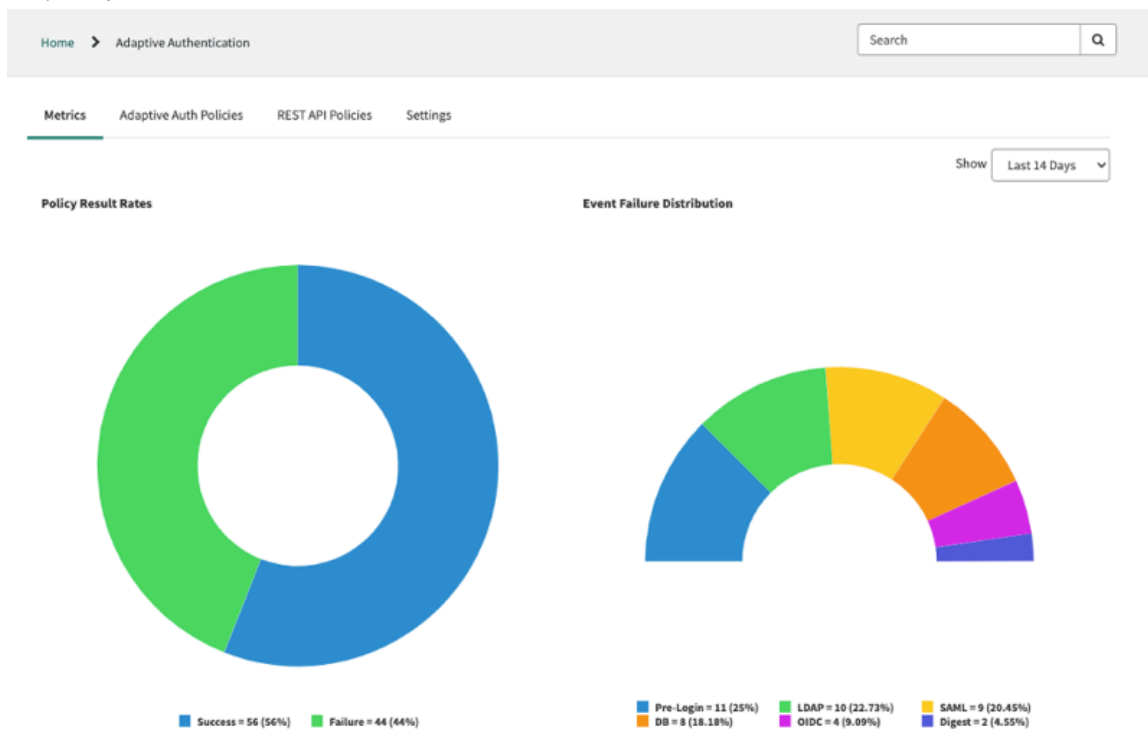 Home > Adaptive Authentication
Search
Metrics Adaptive Auth Policies REST API Policies Settings
Show Last 14 Days
Policy Result Rates
Event Failure Distribution
Success = 56 (56%) Failure = 44 (44%)
Pre-Login = 11 (25%) LDAP = 10 (22.73%) SAML = 9 (20.45%)
DB = 8 (18.18%) OIDC = 4 (9.09%) Digest = 2 (4.55%)